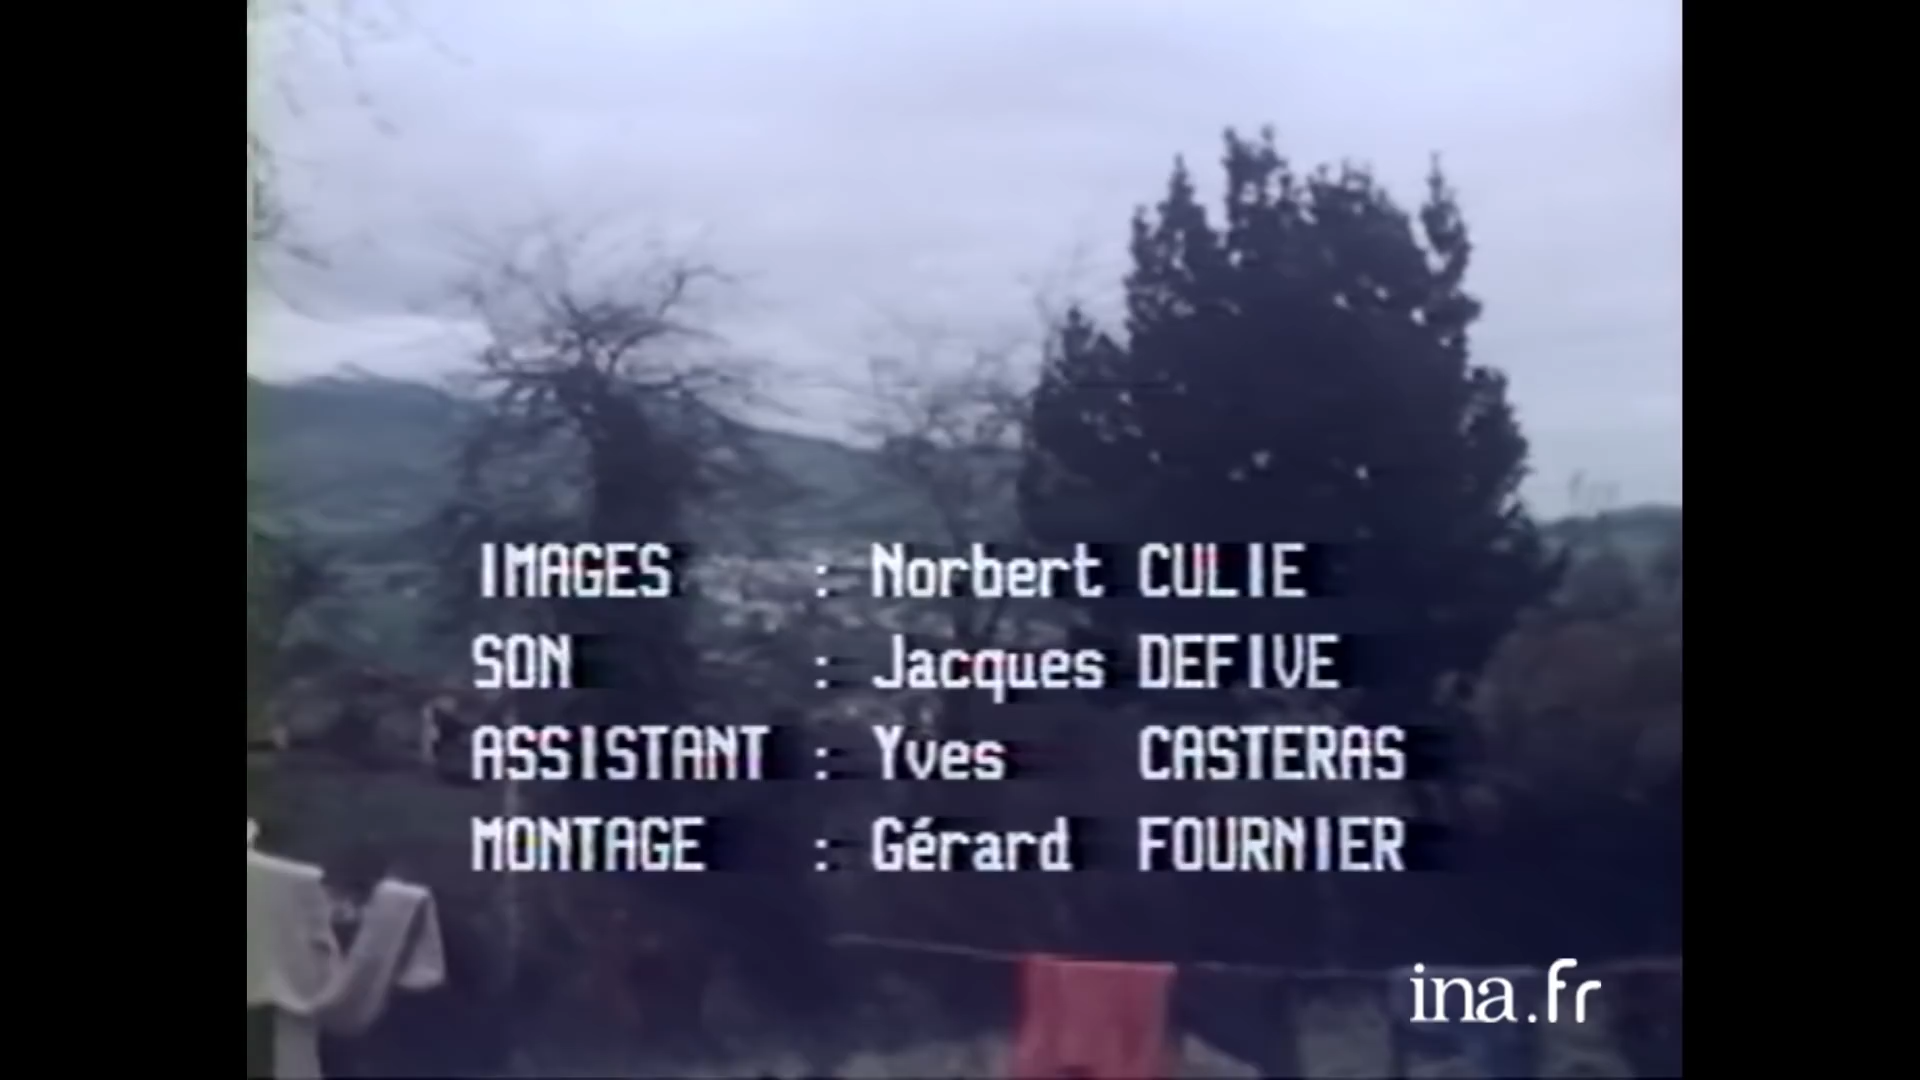 IMAGES : Norbert CULIE
SON : Jacques DEFIVE
ASSISTANT : Yves CASTERAS
MONTAGE : Gérard FOURNIER
ina.fr